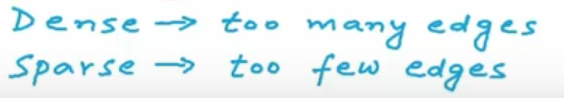 Dense → too many edges
Sparse → too few edges